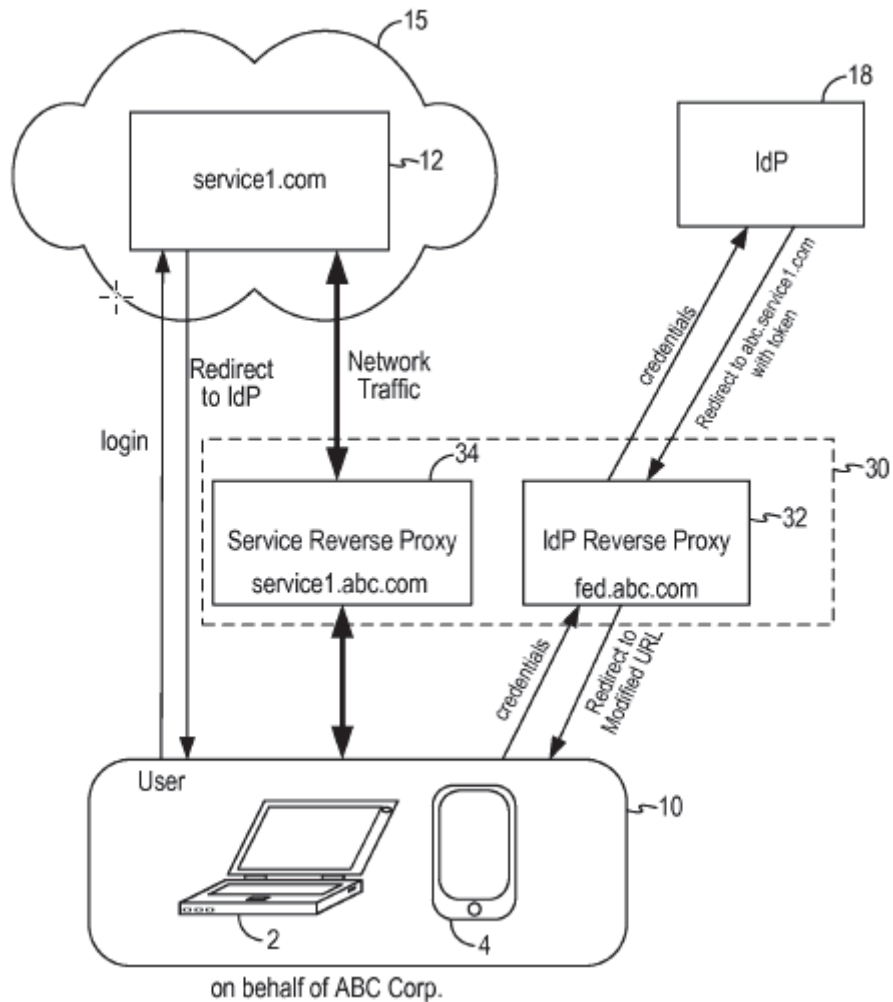 15
service1.com
12
18
IdP
credentials
Redirect to abc.service1.com
with token
Redirect
to IdP
Network
Traffic
login
34
30
Service Reverse Proxy
service1.abc.com
IdP Reverse Proxy
fed.abc.com
32
credentials
Redirect to
Modified URL
User
10
2
4
on behalf of ABC Corp.